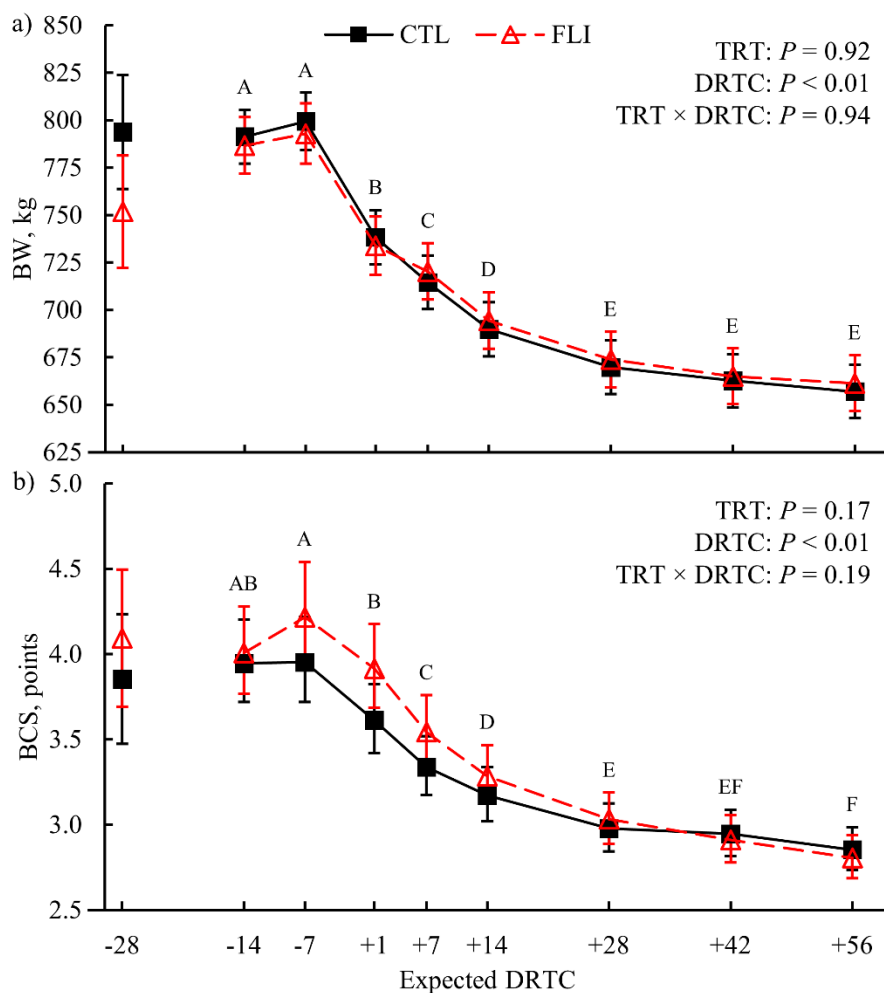 a)
CTL
FLI
TRT: P = 0.92
DRTC: P < 0.01
TRT × DRTC: P = 0.94
850
825
800
775
750
725
700
675
650
625
BW, kg
A
A
B
C
D
E
E
E
b)
TRT: P = 0.17
DRTC: P < 0.01
TRT × DRTC: P = 0.19
5.0
4.5
4.0
3.5
3.0
2.5
BCS, points
AB
A
B
C
D
E
EF
F
-28 -14 -7 +1 +7 +14 +28 +42 +56
Expected DRTC